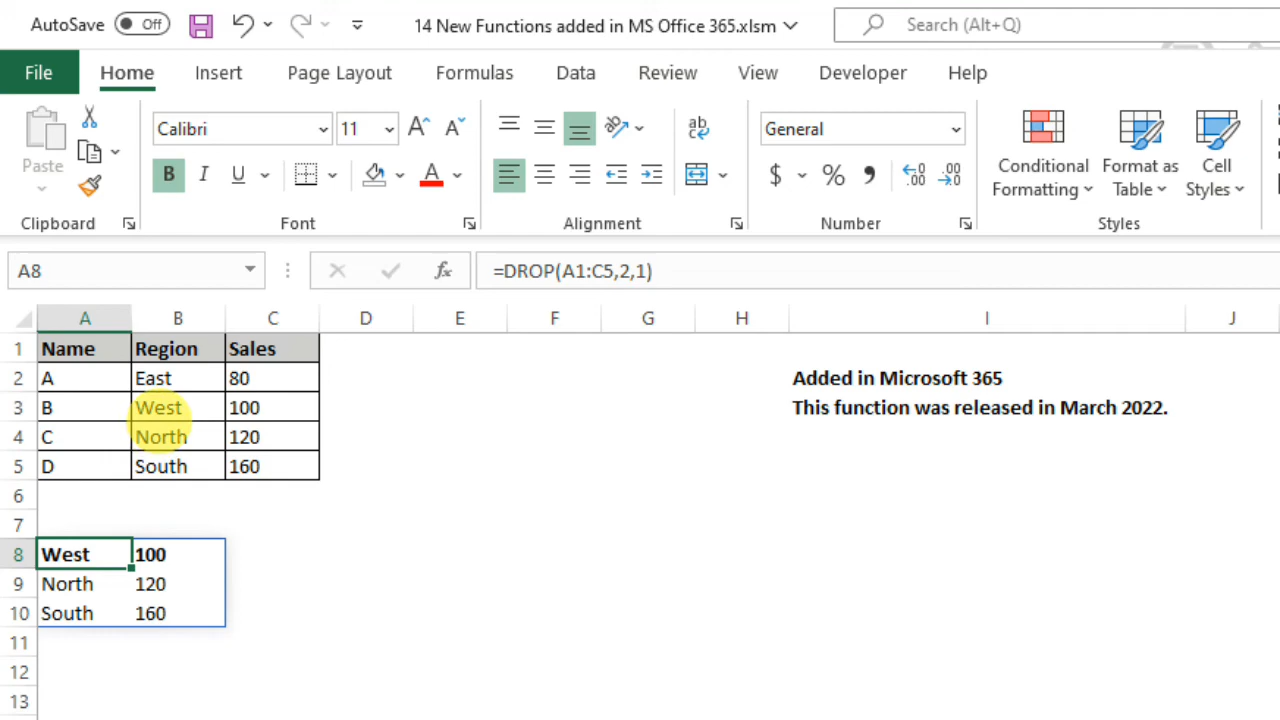 AutoSave Off 14 New Functions added in MS Office 365.xlsm Search (Alt+Q)
File Home Insert Page Layout Formulas Data Review View Developer Help
Paste Calibri 11 A A ab General Conditional Formatting Format as Table Cell Styles
B I U A $ % 9 .00 .00
Clipboard Font Alignment Number Styles
A8 fx =DROP(A1:C5,2,1)
A B C D E F G H I J
1 Name Region Sales
2 A East 80 Added in Microsoft 365
3 B West 100 This function was released in March 2022.
4 C North 120
5 D South 160
6
7
8 West 100
9 North 120
10 South 160
11
12
13